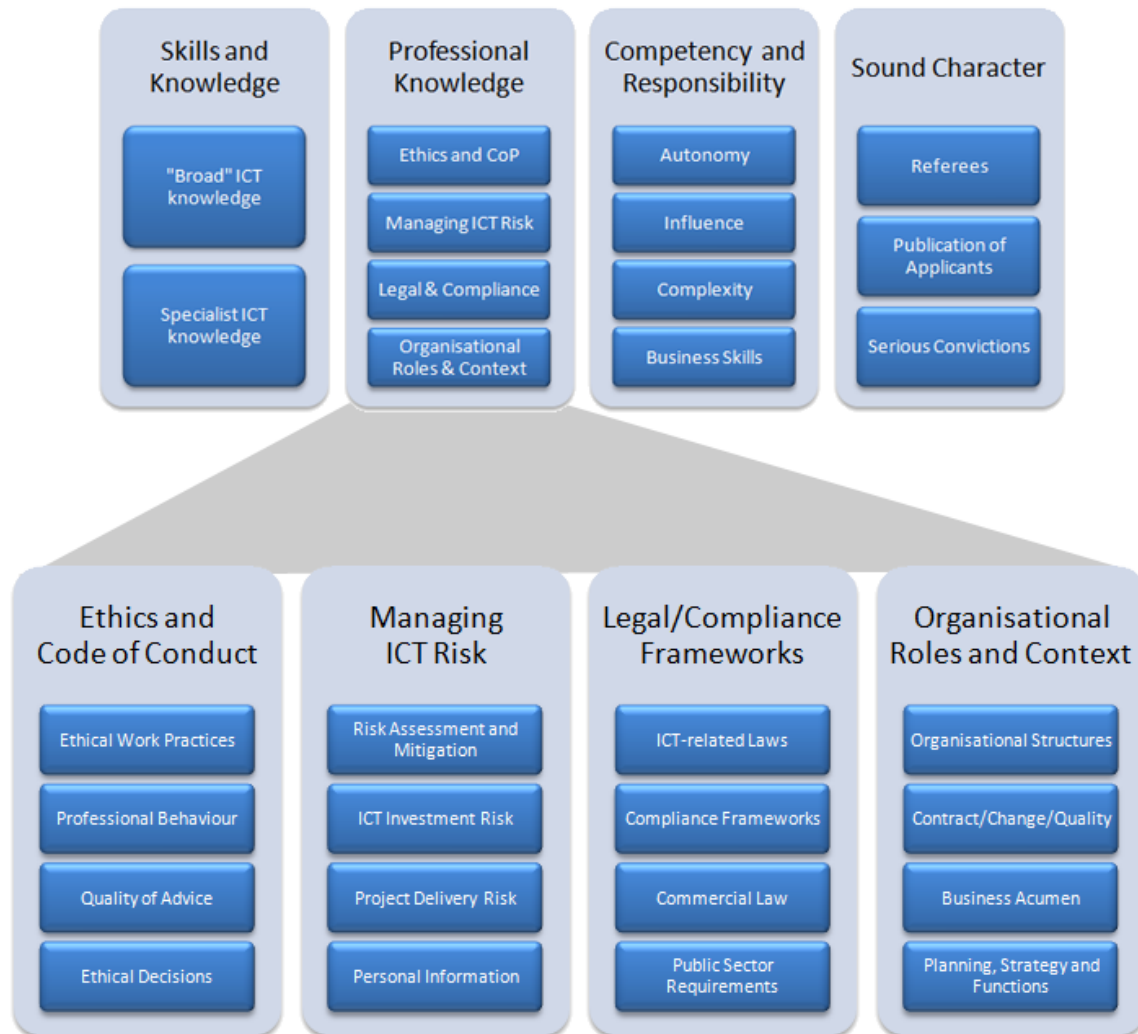 Skills and
Knowledge
"Broad" ICT
knowledge
Specialist ICT
knowledge
Professional
Knowledge
Ethics and CoP
Managing ICT Risk
Legal & Compliance
Organisational
Roles & Context
Competency and
Responsibility
Autonomy
Influence
Complexity
Business Skills
Sound Character
Referees
Publication of
Applicants
Serious Convictions
Ethics and
Code of Conduct
Ethical Work Practices
Professional Behaviour
Quality of Advice
Ethical Decisions
Managing
ICT Risk
Risk Assessment and
Mitigation
ICT Investment Risk
Project Delivery Risk
Personal Information
Legal/Compliance
Frameworks
ICT-related Laws
Compliance Frameworks
Commercial Law
Public Sector
Requirements
Organisational
Roles and Context
Organisational Structures
Contract/Change/Quality
Business Acumen
Planning, Strategy and
Functions